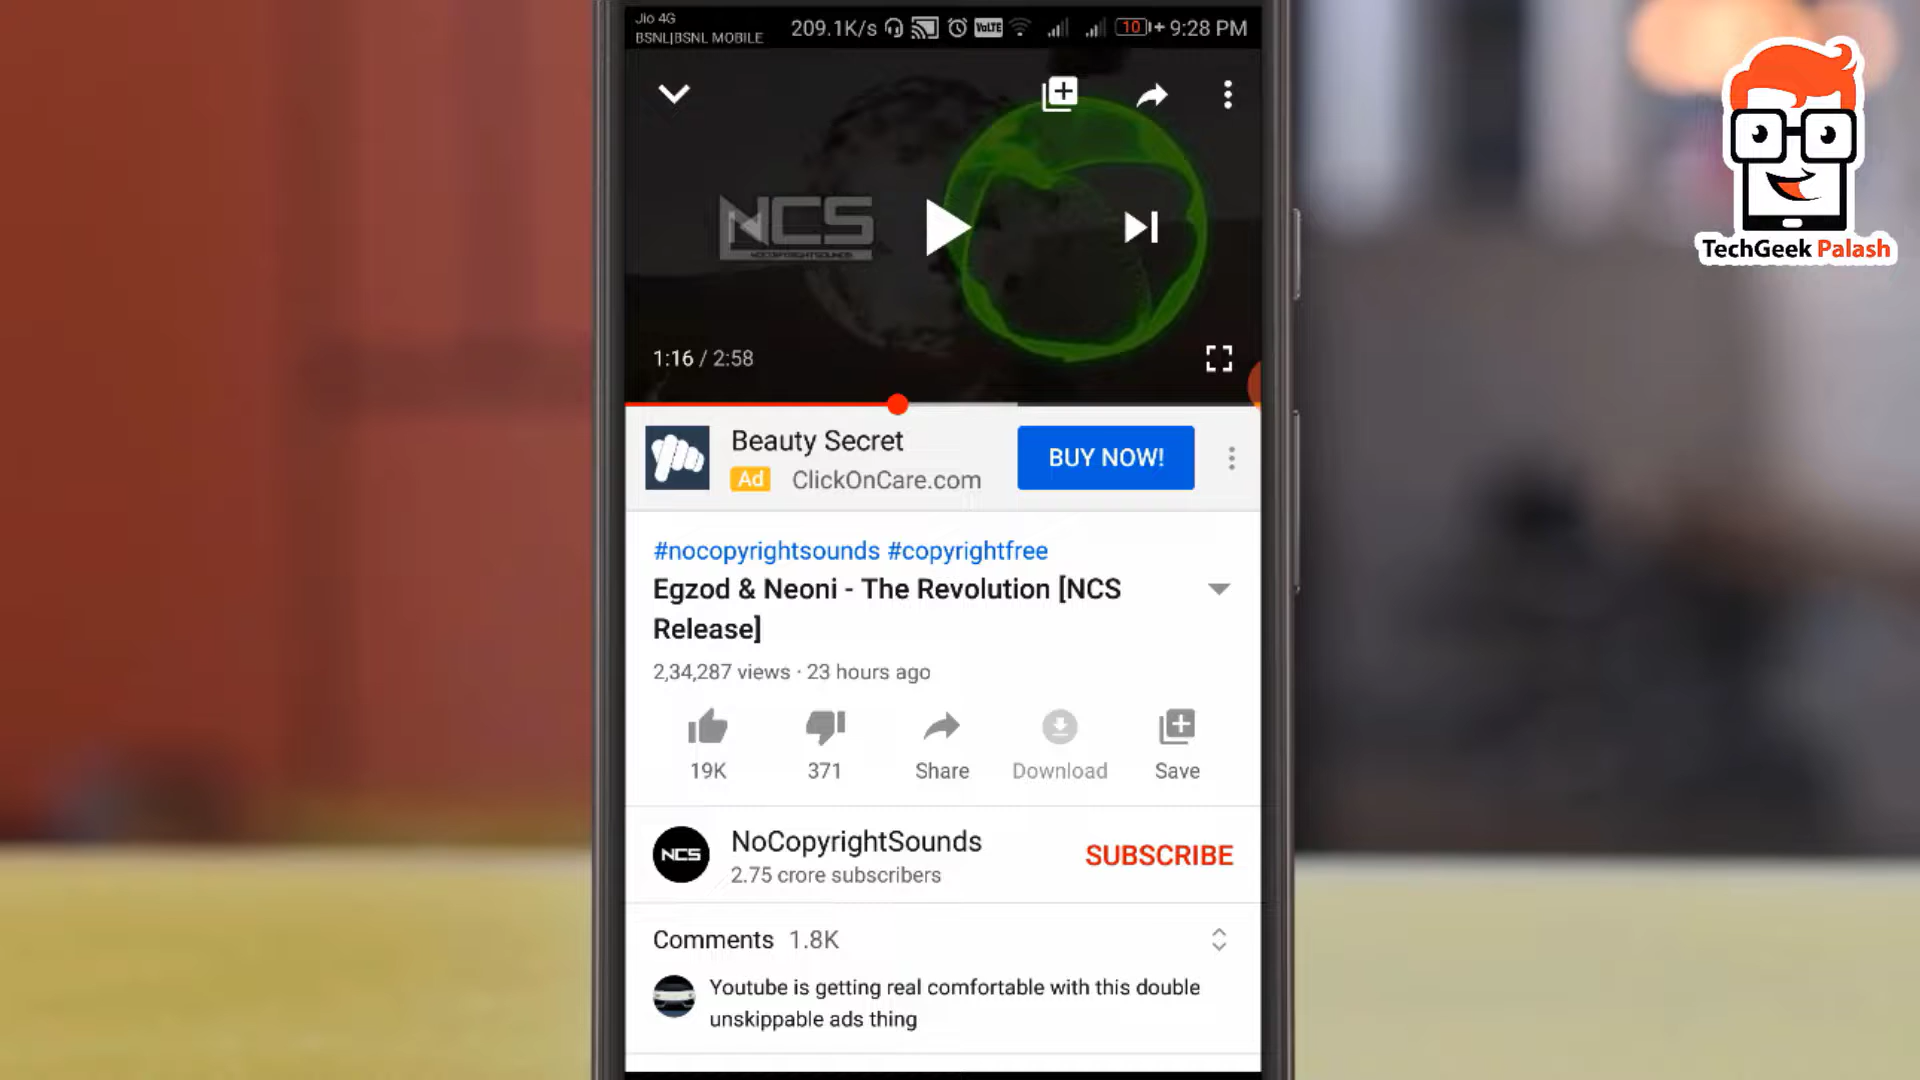 Jio 4G
BSNL|BSNL MOBILE
209.1K/s VoLTE 10 9:28 PM
NCS
NOCOPYRIGHTSOUNDS
1:16 / 2:58
Beauty Secret
Ad ClickOnCare.com
BUY NOW!
#nocopyrightsounds #copyrightfree
Egzod & Neoni - The Revolution [NCS
Release]
2,34,287 views · 23 hours ago
19K 371 Share Download Save
NCS
NoCopyrightSounds
2.75 crore subscribers
SUBSCRIBE
Comments 1.8K
Youtube is getting real comfortable with this double
unskippable ads thing
TechGeek Palash